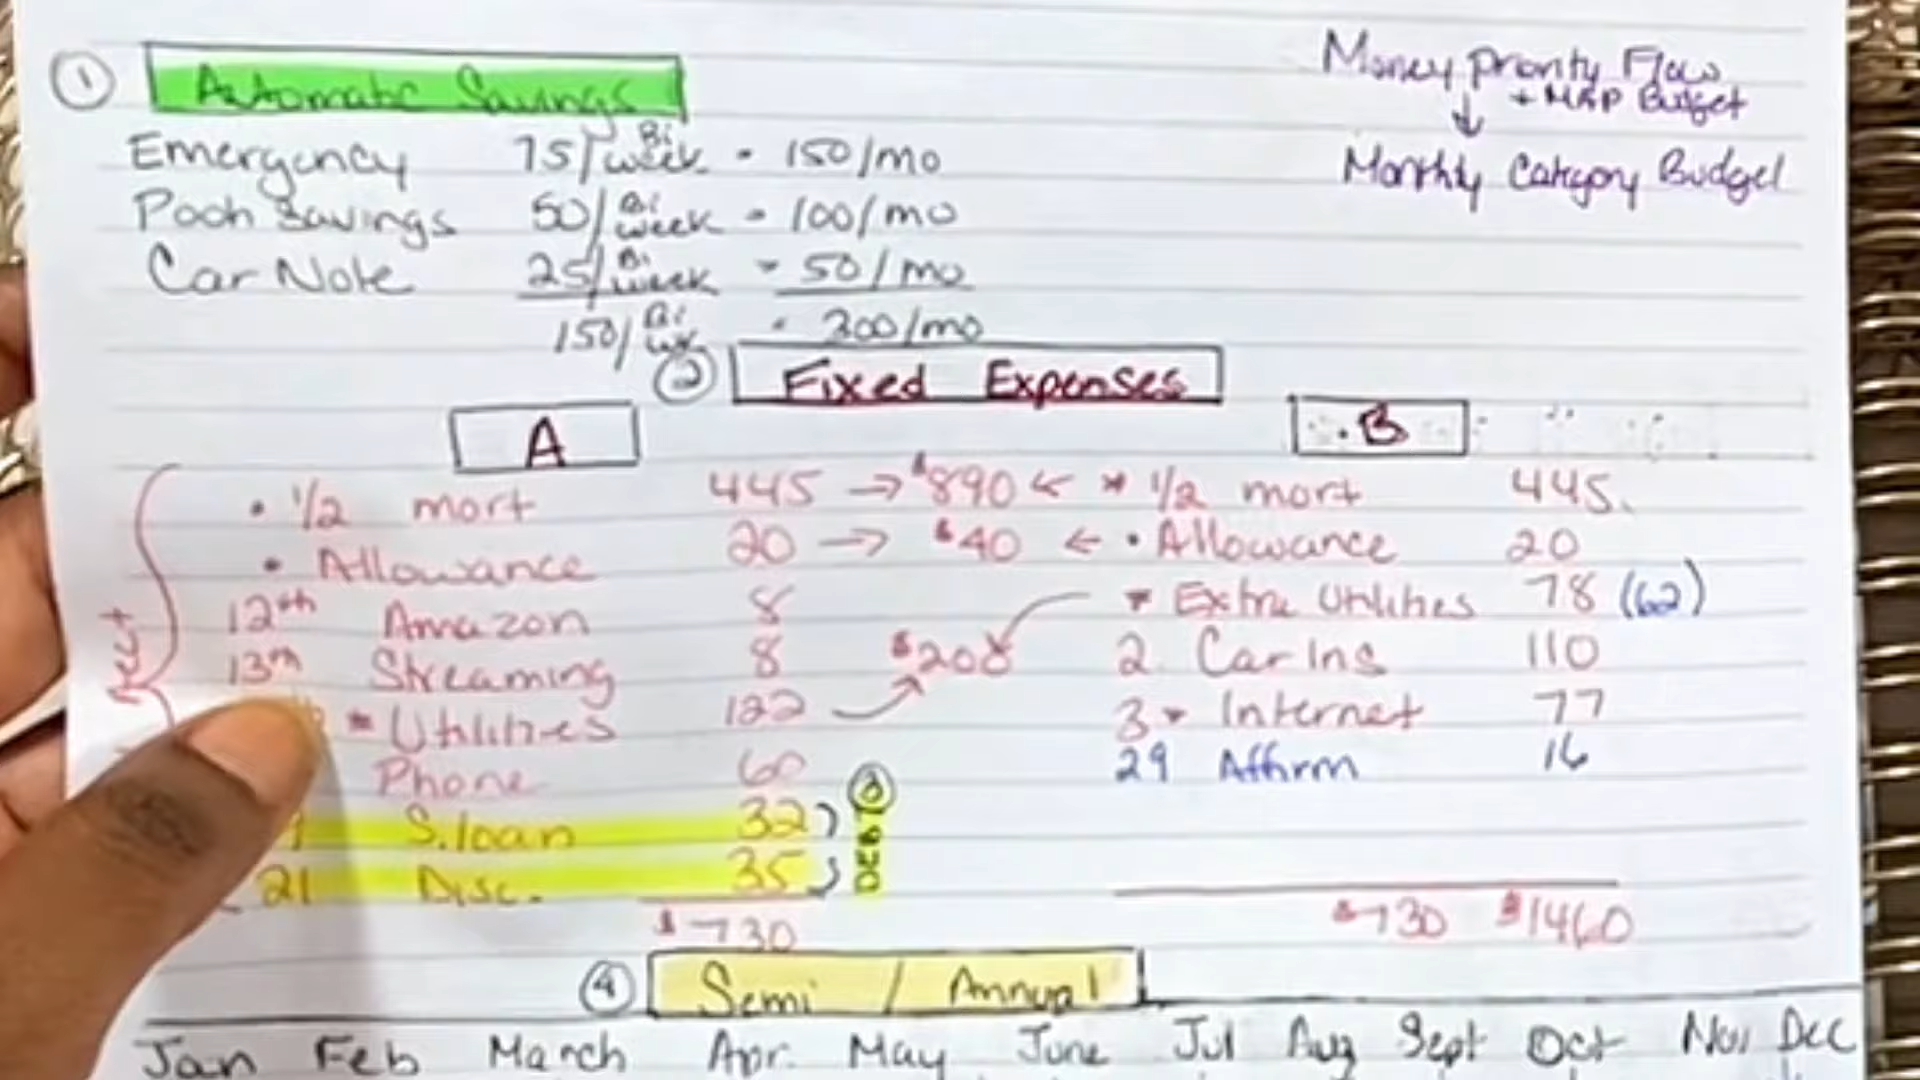 ① Automatic Savings
Money Priority Flow
+ MAP Budget
↓
Monthly Category Budget
Emergency 75/Bi week = 150/mo
Pooh Savings 50/Bi week = 100/mo
Car Note 25/Bi week = 50/mo
150/Bi wk = 200/mo
② Fixed Expenses
A B
• 1/2 mort 445 → $890 ← * 1/2 mort 445
• Allowance 20 → $40 ← • Allowance 20
12th Amazon 8 * Extra Utilities 78 (62)
13th Streaming 8 $200 2 Car Ins 110
* Utilities 122 3 * Internet 77
Phone 60 29 Affirm 16
S.loan 32 ③
21 Disc. 35 DEBT
$730 $730 $1460
④ Semi / Annual
Jan Feb March Apr. May June Jul Aug Sept Oct Nov Dec